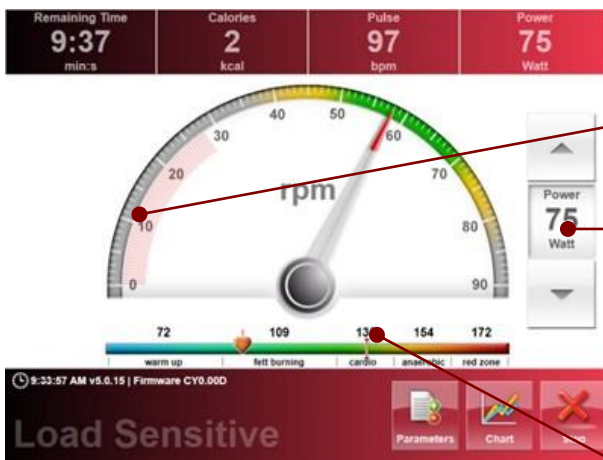 Remaining Time Calories Pulse Power
9:37 2 97 75
min:s kcal bpm Watt
0 10 20 30 40 50 60 70 80 90
rpm
Power
75
Watt
72 109 154 172
warm up fett burning cardio anaerobic red zone
9:33:57 AM v5.0.15 | Firmware CY0.00D
Load Sensitive
Parameters Chart Stop